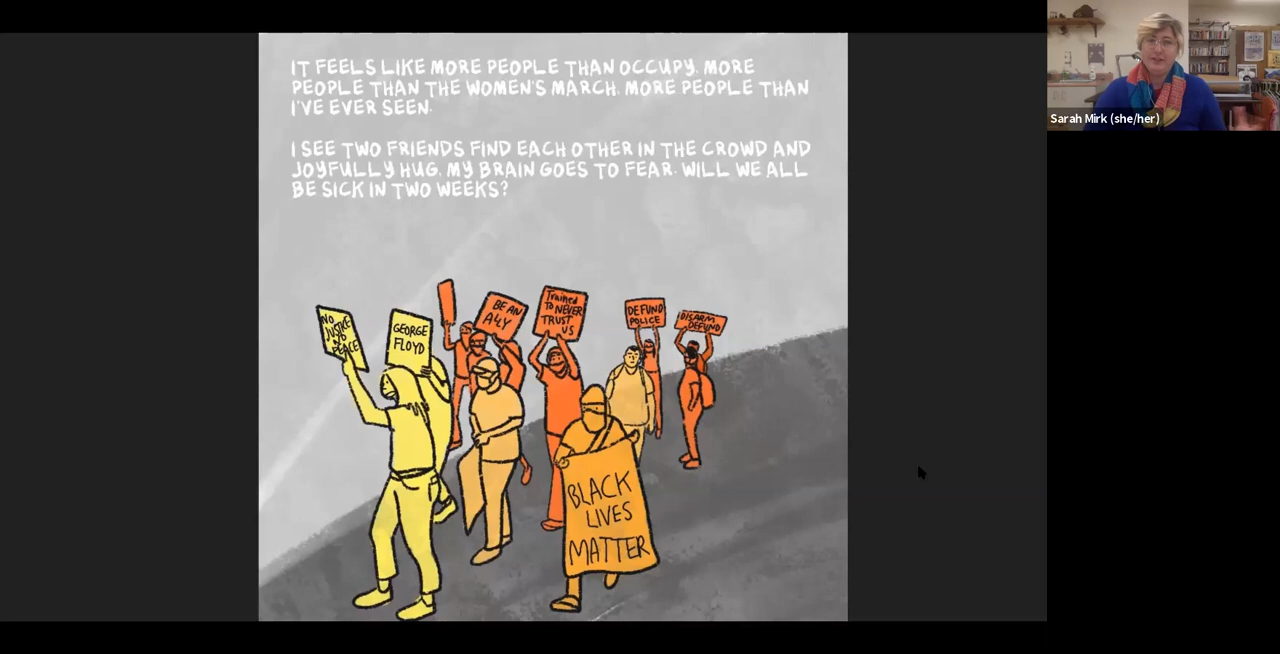 IT FEELS LIKE MORE PEOPLE THAN OCCUPY. MORE
PEOPLE THAN THE WOMEN'S MARCH. MORE PEOPLE THAN
I'VE EVER SEEN.
I SEE TWO FRIENDS FIND EACH OTHER IN THE CROWD AND
JOYFULLY HUG. MY BRAIN GOES TO FEAR. WILL WE ALL
BE SICK IN TWO WEEKS?
Sarah Mirk (she/her)
NO
JUSTICE
NO
PEACE
GEORGE
FLOYD
BE AN
ALLY
Trained
TO NEVER
TRUST
US
DEFUND
POLICE
DISARM
DEFUND
BLACK
LIVES
MATTER